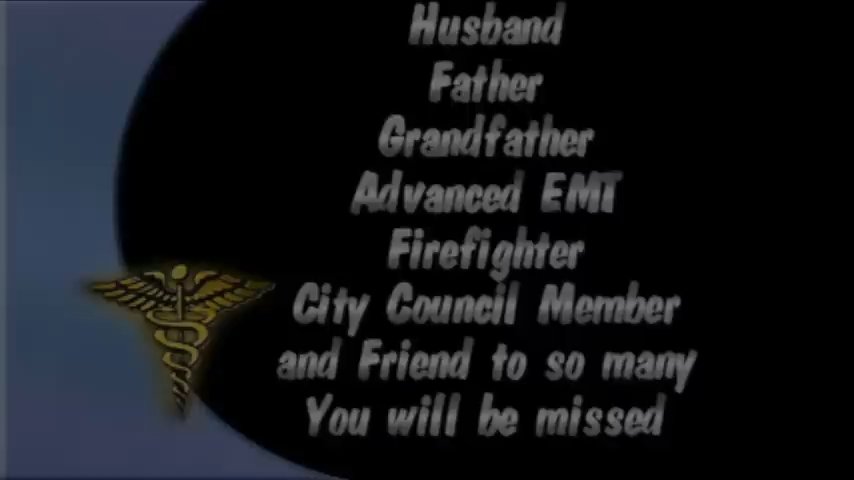 Husband
Father
Grandfather
Advanced EMT
Firefighter
City Council Member
and Friend to so many
You will be missed